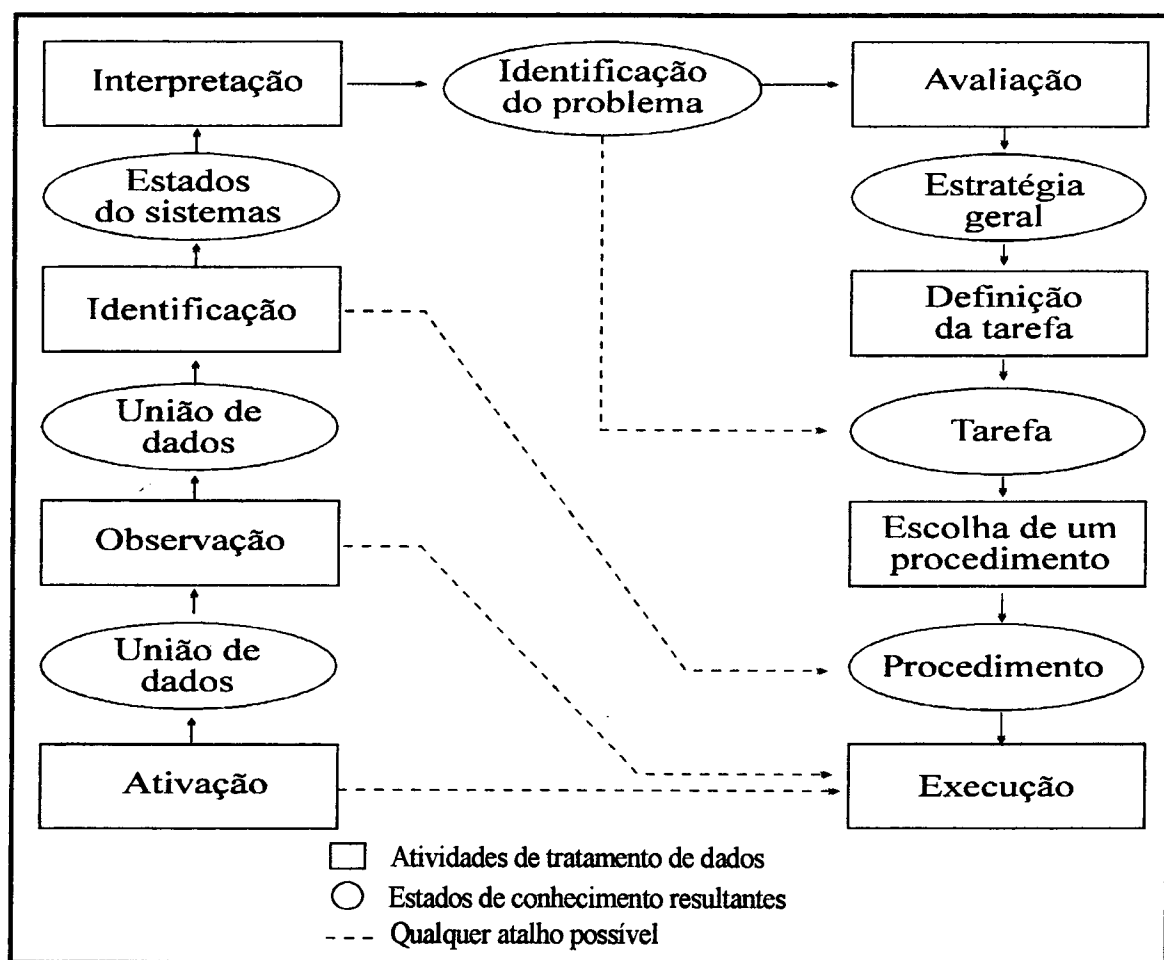 Interpretação
Identificação
do problema
Avaliação
Estados
do sistemas
Estratégia
geral
Identificação
Definição
da tarefa
União de
dados
Tarefa
Observação
Escolha de um
procedimento
União de
dados
Procedimento
Ativação
Execução
Atividades de tratamento de dados
Estados de conhecimento resultantes
Qualquer atalho possível